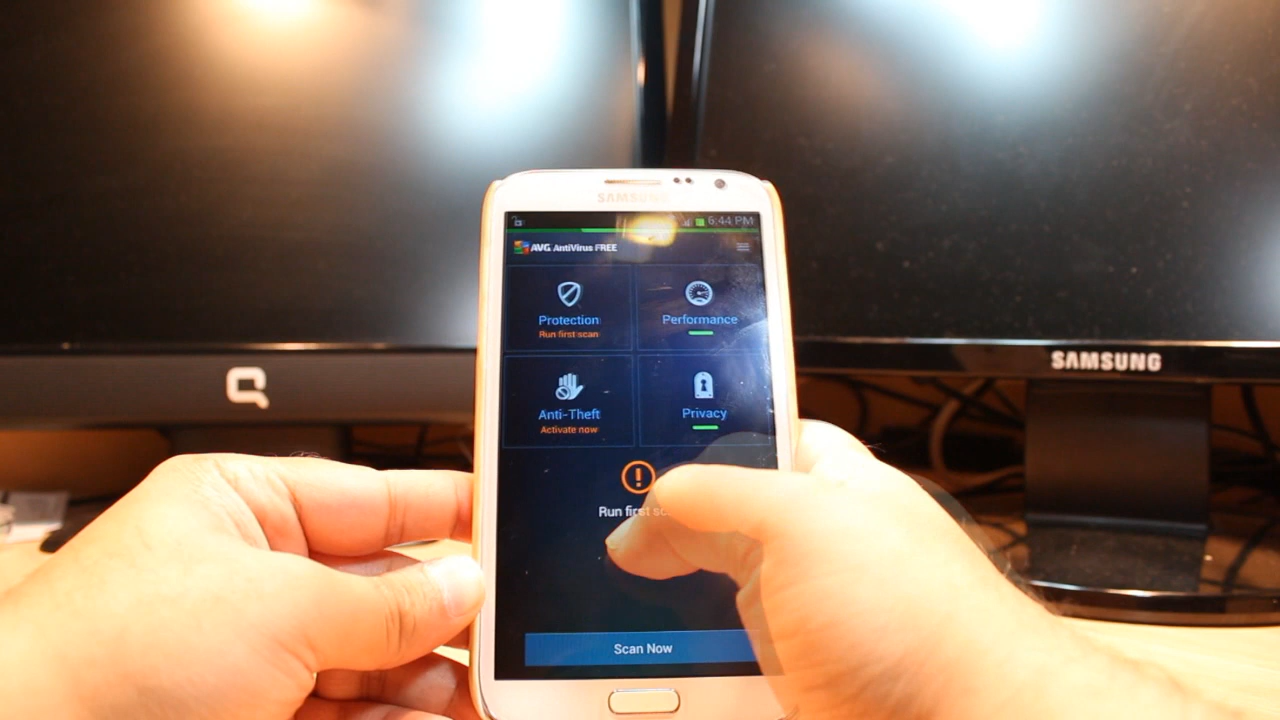 SAMSUNG
6:44 PM
AVG AntiVirus FREE
Protection
Run first scan
Performance
Anti-Theft
Activate now
Privacy
Run first
Scan Now
SAMSUNG